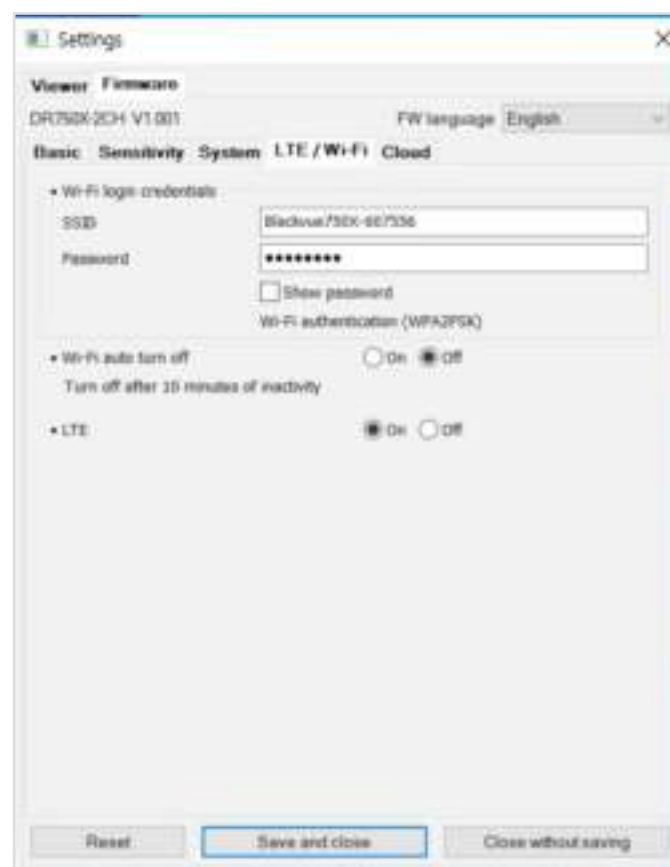 Settings
Viewer Firmware
DR750X-2CH V1.001 FW language English
Basic Sensitivity System LTE / Wi-Fi Cloud
• Wi-Fi login credentials
SSID
Password ●●●●●●●●
Show password
Wi-Fi authentication (WPA2PSK)
• Wi-Fi auto turn off On Off
Turn off after 10 minutes of inactivity
• LTE On Off
Reset Save and close Close without saving